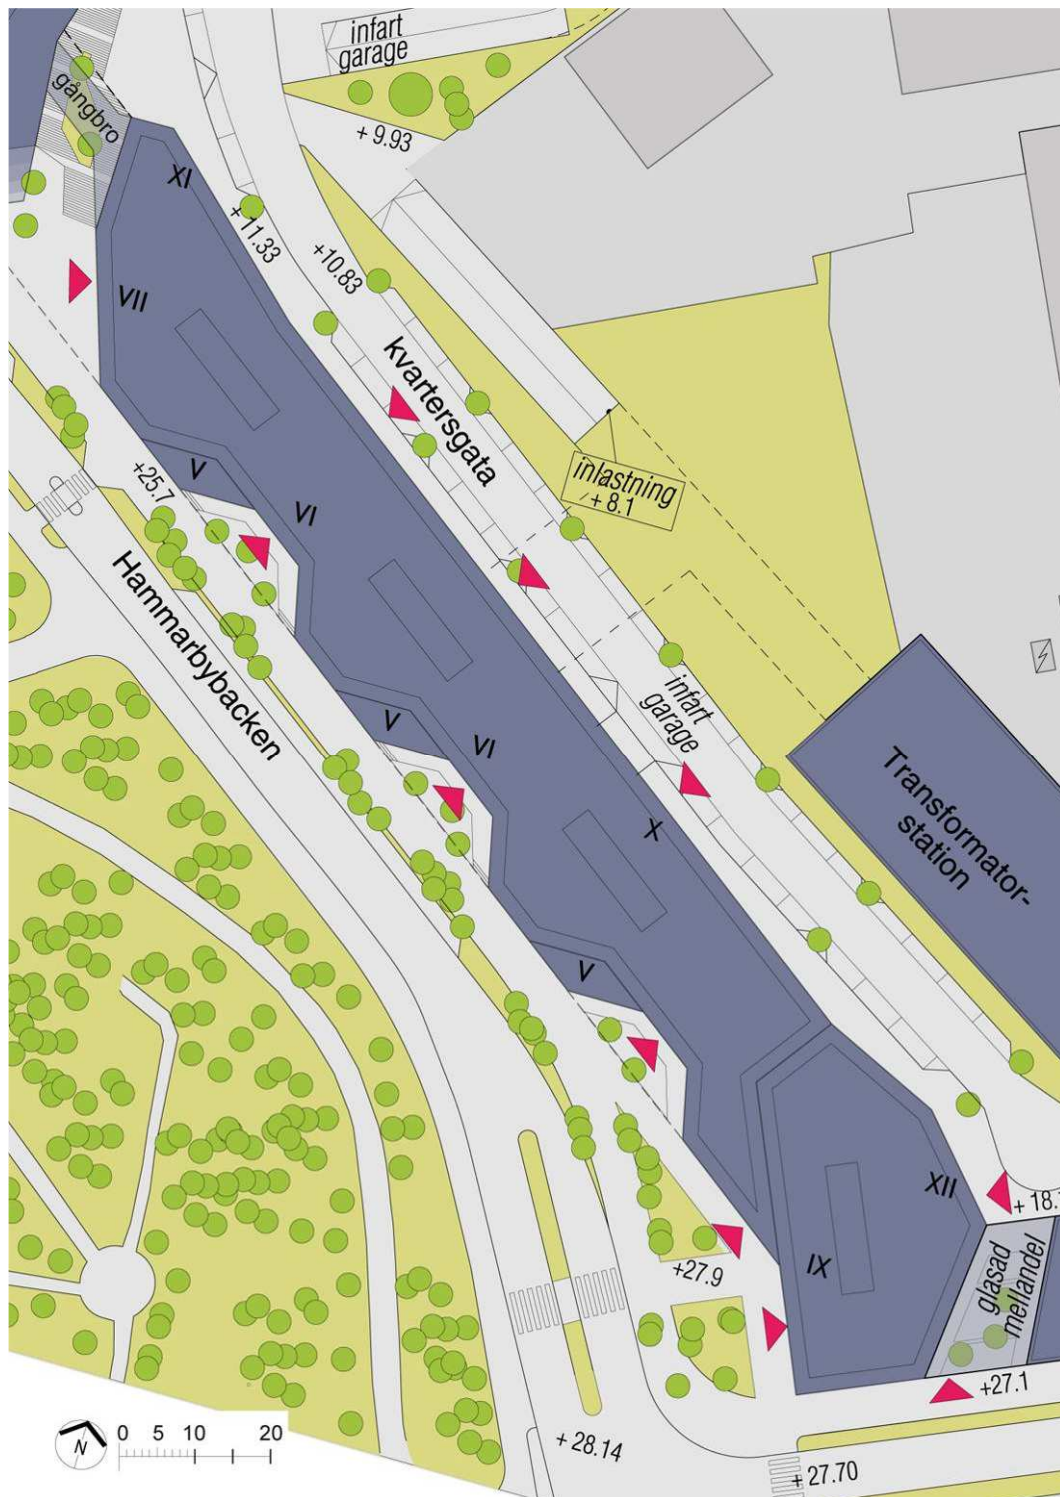 infart
garage
gångbro
+ 9.93
XI
+ 11.33
+10.83
VII
kvartersgata
V
+25.7
VI
inlastning
+ 8.1
Hammarbybacken
infart
garage
V
VI
X
Transformator-
station
V
XII
+ 18.
IX
+27.9
glasad
mellandel
+27.1
N
0 5 10 20
+ 28.14
+ 27.70